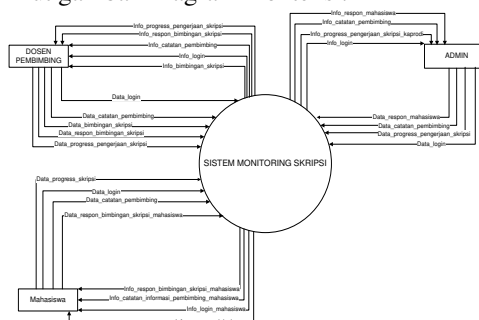 Info_progress_pengerjaan_skripsi
Info_respon_bimbingan_skripsi
Info_catatan_pembimbing
Info_login
Info_bimbingan_skripsi
DOSEN
PEMBIMBING
Data_login
Data_catatan_pembimbing
Data_bimbingan_skripsi
Data_respon_bimbingan_skripsi
Data_progress_pengerjaan_skripsi
Info_respon_mahasiswa
Info_catatan_pembimbing
Info_progress_pengerjaan_skripsi_kaprodi
Info_login
ADMIN
Data_respon_mahasiswa
Data_catatan_pembimbing
Data_progress_pengerjaan_skripsi
Data_login
SISTEM MONITORING SKRIPSI
Data_progress_skripsi
Data_login
Data_catatan_pembimbing
Data_respon_bimbingan_skripsi_mahasiswa
Mahasiswa
Info_respon_bimbingan_skripsi_mahasiswa
Info_catatan_informasi_pembimbing_mahasiswa
Info_login_mahasiswa